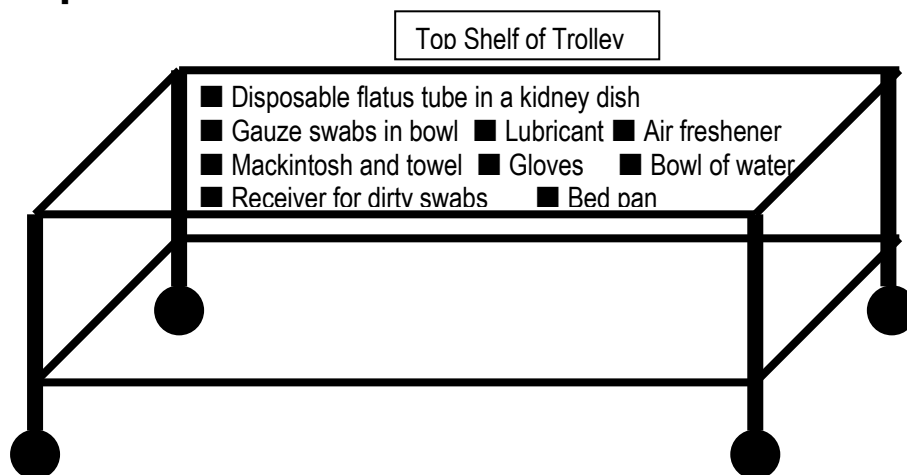 Top Shelf of Trolley
■ Disposable flatus tube in a kidney dish
■ Gauze swabs in bowl ■ Lubricant ■ Air freshener
■ Mackintosh and towel ■ Gloves ■ Bowl of water
■ Receiver for dirty swabs ■ Bed pan